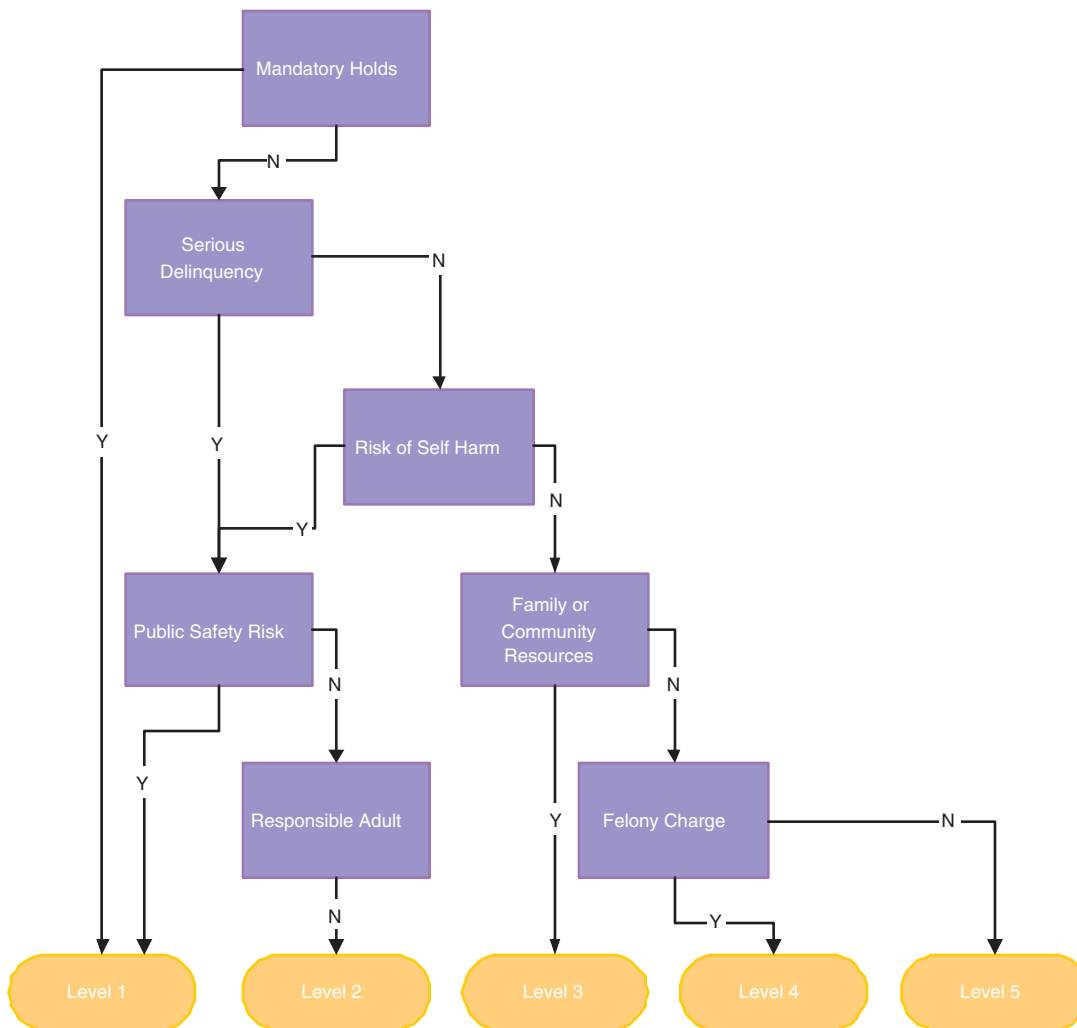 Mandatory Holds
N
Serious
Delinquency
N
Y
Y
Risk of Self Harm
Y
N
Public Safety Risk
Family or
Community
Resources
N
N
Y
Responsible Adult
Y
Felony Charge
N
N
Y
Level 1
Level 2
Level 3
Level 4
Level 5